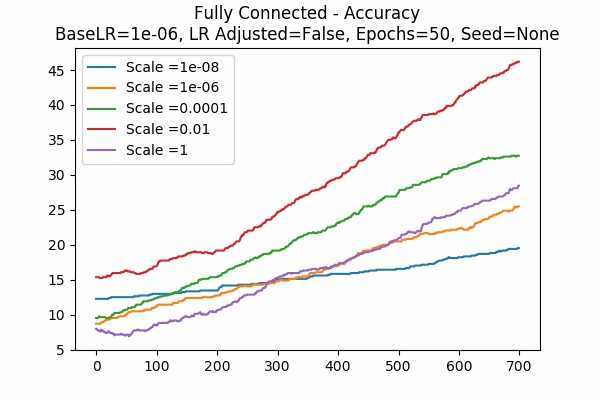 Fully Connected - Accuracy
BaseLR=1e-06, LR Adjusted=False, Epochs=50, Seed=None
45
40
35
30
25
20
15
10
5
Scale =1e-08
Scale =1e-06
Scale =0.0001
Scale =0.01
Scale =1
0 100 200 300 400 500 600 700